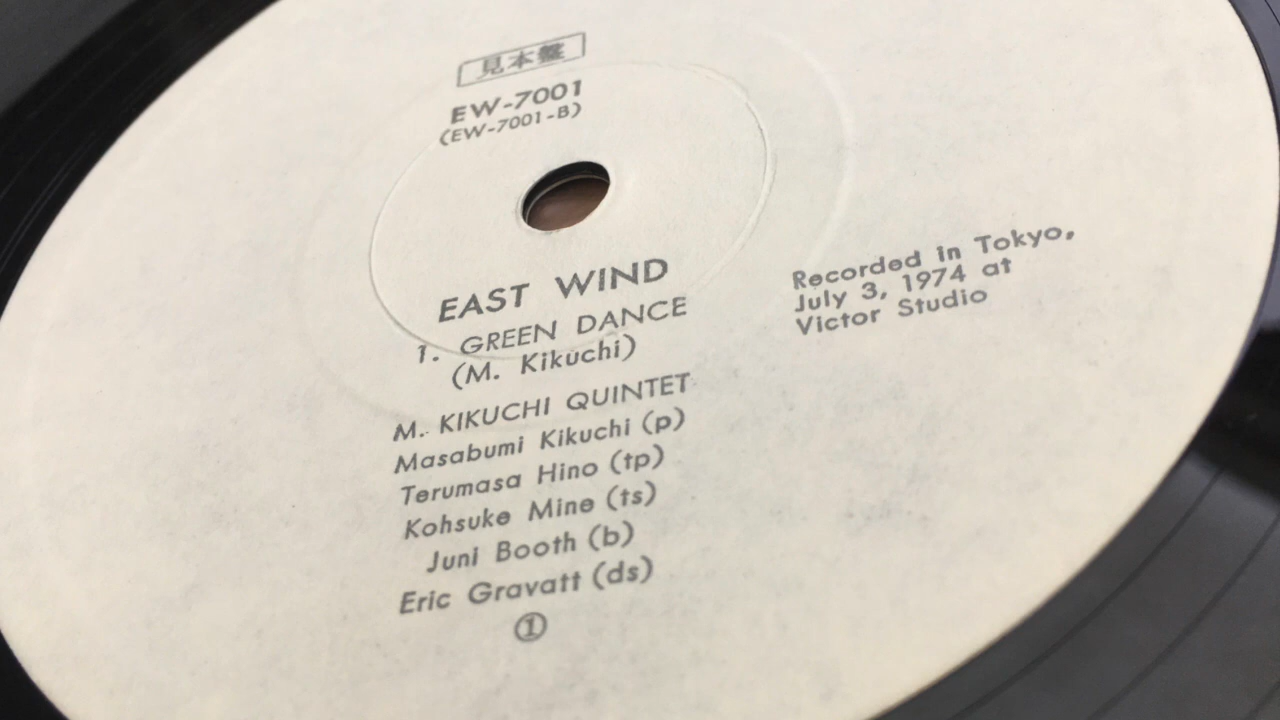 見本盤
EW-7001
(EW-7001-B)
EAST WIND
1. GREEN DANCE
(M. Kikuchi)
M. KIKUCHI QUINTET
Masabumi Kikuchi (p)
Terumasa Hino (tp)
Kohsuke Mine (ts)
Juni Booth (b)
Eric Gravatt (ds)
①
Recorded in Tokyo,
July 3, 1974 at
Victor Studio